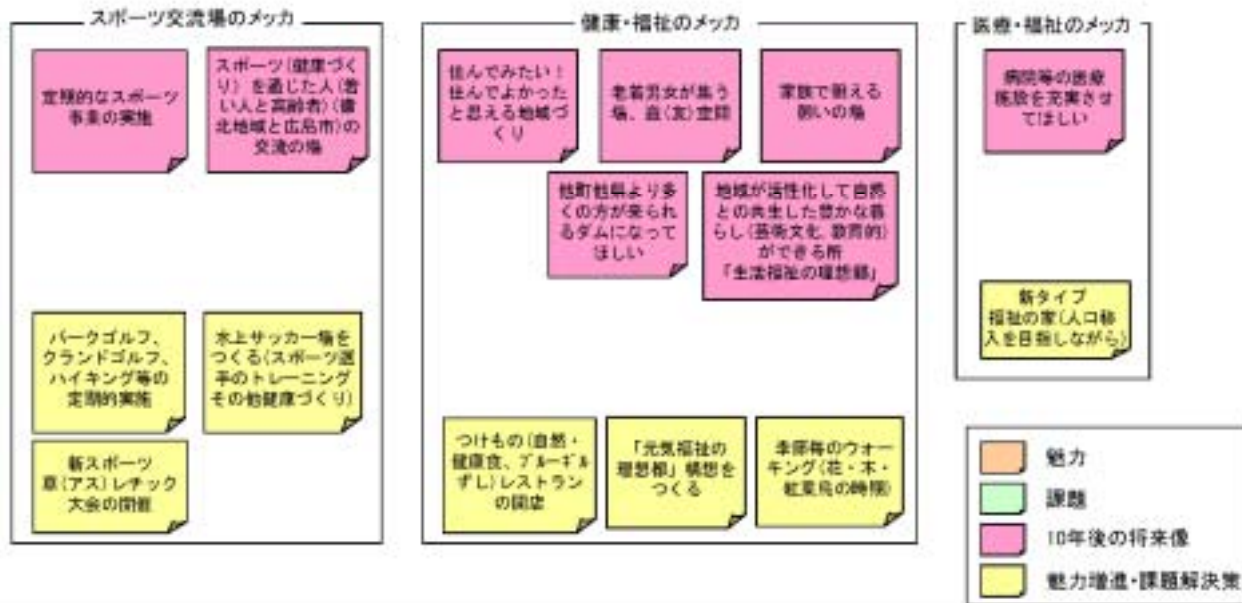 スポーツ交流場のメッカ
定期的なスポーツ
事業の実施
スポーツ(健康づく
り)を通じた人(若
い人と高齢者)(備
北地域と広島市)の
交流の場
パークゴルフ、
クランドゴルフ、
ハイキング等の
定期的実施
水上サッカー場を
つくる(スポーツ選
手のトレーニング
その他健康づくり)
新スポーツ
草(アス)レチック
大会の開催
健康・福祉のメッカ
住んでみたい!
住んでよかった
と思える地域づ
くり
老若男女が集う
場、(友)空間
家族で憩える
憩いの場
他町他県より多
くの方が来られ
るダムになって
ほしい
地域が活性化して自然
との共生した豊かな暮
らし(芸術文化、教育的)
ができる所
「生活福祉の理想郷」
つけもの(自然・
健康食、ブルーギル
ずし)レストラン
の開店
「元気福祉の
理想郷」構想を
つくる
季節毎のウォー
キング(花・木・
紅葉鳥の時期)
医療・福祉のメッカ
病院等の医療
施設を充実させ
てほしい
新タイプ
福祉の家(人口移
入を目指しながら)
魅力
課題
10年後の将来像
魅力増進・課題解決策